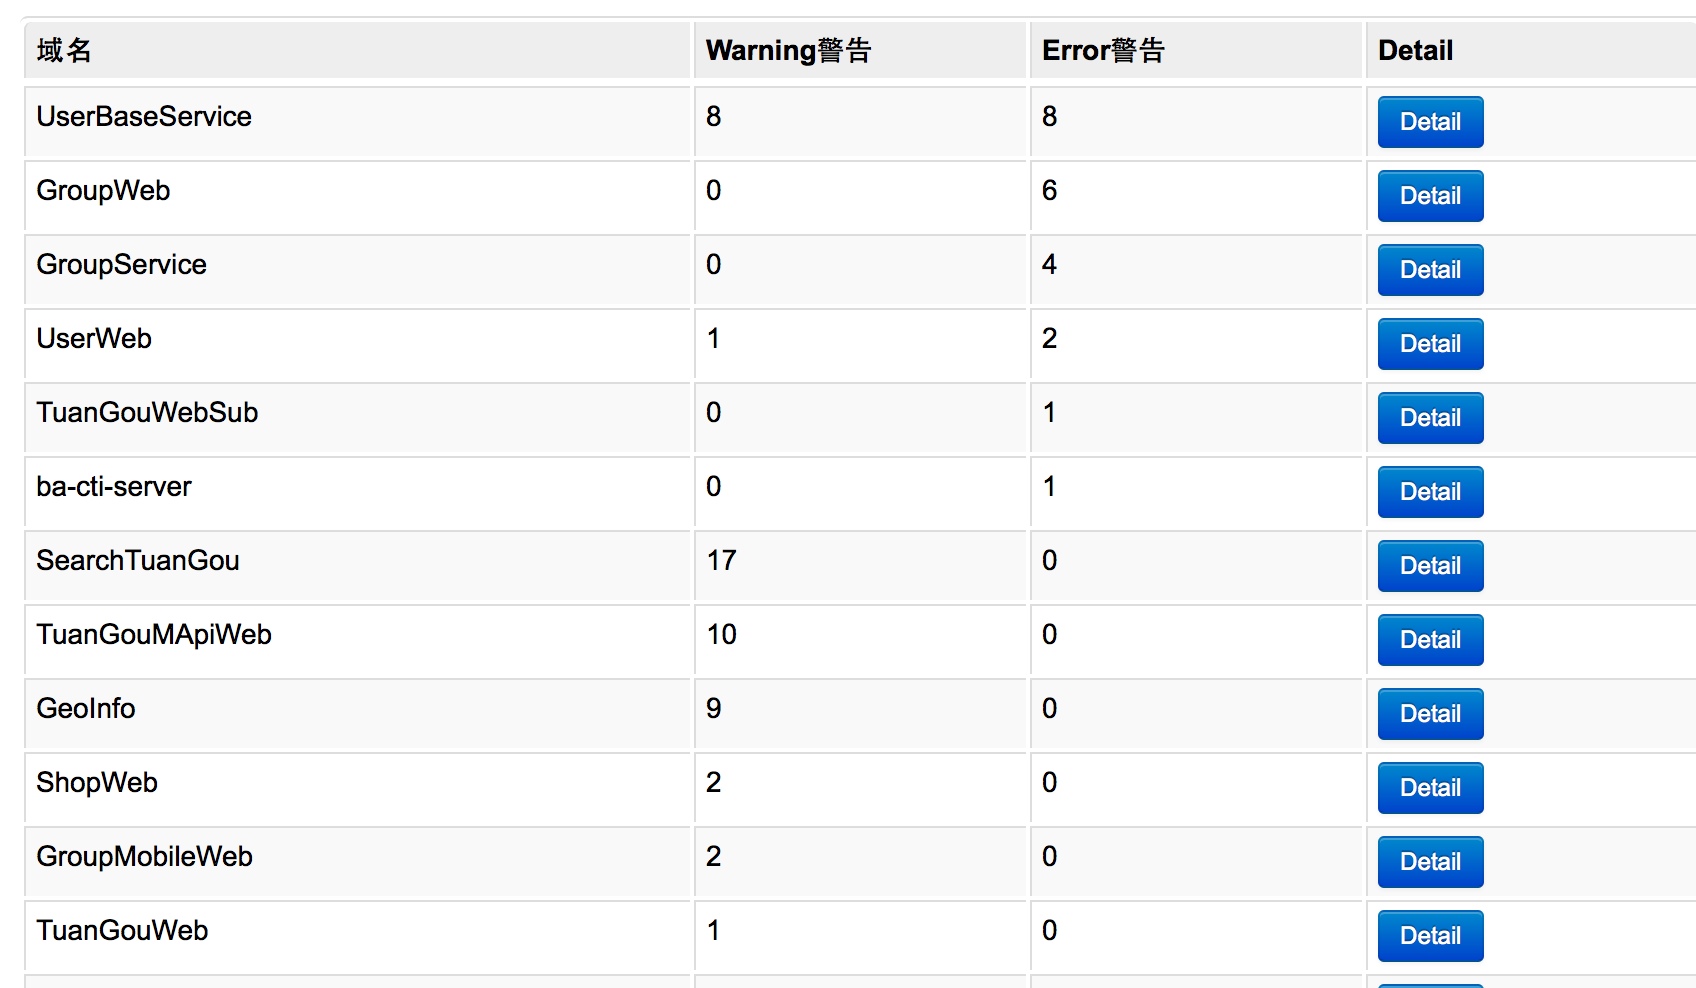 域名 Warning警告 Error警告 Detail
UserBaseService 8 8 Detail
GroupWeb 0 6 Detail
GroupService 0 4 Detail
UserWeb 1 2 Detail
TuanGouWebSub 0 1 Detail
ba-cti-server 0 1 Detail
SearchTuanGou 17 0 Detail
TuanGouMApiWeb 10 0 Detail
GeoInfo 9 0 Detail
ShopWeb 2 0 Detail
GroupMobileWeb 2 0 Detail
TuanGouWeb 1 0 Detail